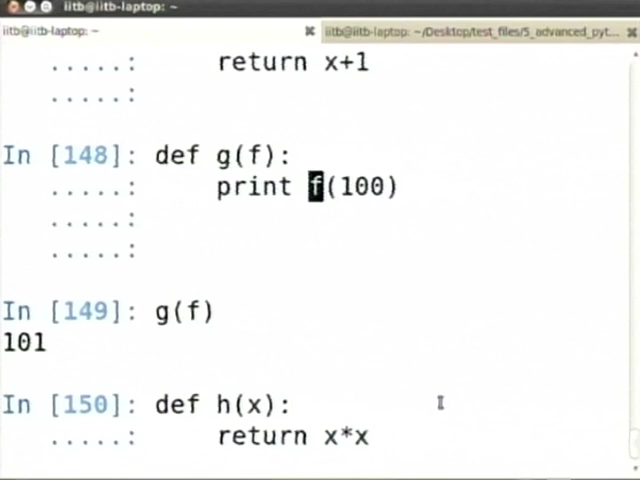 iitb@iitb-laptop: ~
iitb@iitb-laptop: ~
iitb@iitb-laptop: ~/Desktop/test_files/5_advanced_pyt...
.....: return x+1
.....:
In [148]: def g(f):
.....: print f(100)
.....:
.....:
In [149]: g(f)
101
In [150]: def h(x):
.....: return x*x